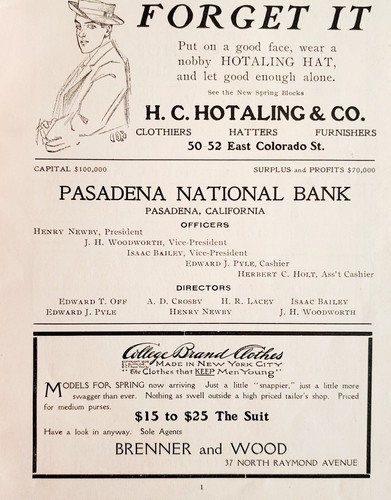 FORGET IT
Put on a good face, wear a
nobby HOTALING HAT,
and let good enough alone.
See the New Spring Blocks
H. C. HOTALING & CO.
CLOTHIERS HATTERS FURNISHERS
50-52 East Colorado St.
CAPITAL $100,000 SURPLUS and PROFITS $70,000
PASADENA NATIONAL BANK
PASADENA, CALIFORNIA
OFFICERS
HENRY NEWBY, President
J. H. WOODWORTH, Vice-President
ISAAC BAILEY, Vice-President
EDWARD J. PYLE, Cashier
HERBERT C. HOLT, Ass't Cashier
DIRECTORS
EDWARD T. OFF A. D. CROSBY H. R. LACEY ISAAC BAILEY
EDWARD J. PYLE HENRY NEWBY J. H. WOODWORTH
College Brand Clothes
MADE IN NEW YORK CITY
"The Clothes that KEEP Men Young"
MODELS FOR SPRING now arriving Just a little "snappier," just a little more
swagger than ever. Nothing as swell outside a high priced tailor's shop. Priced
for medium purses.
$15 to $25 The Suit
Have a look in anyway. Sole Agents
BRENNER and WOOD
37 NORTH RAYMOND AVENUE
1